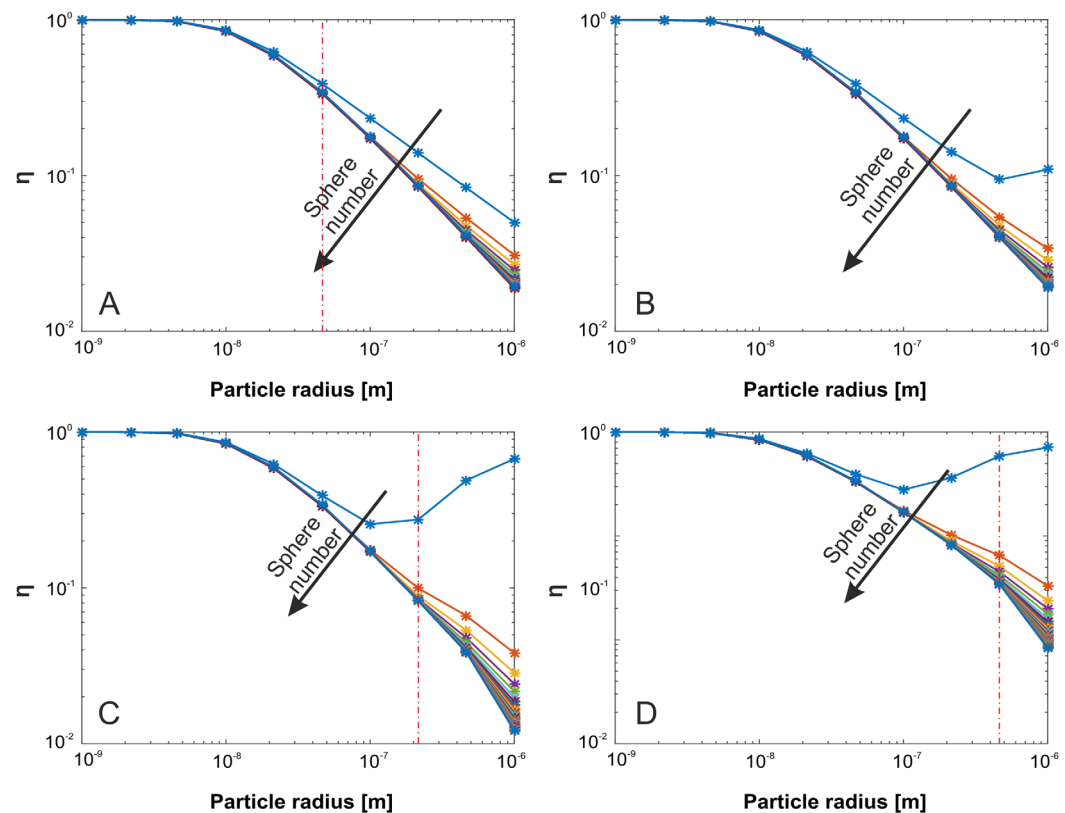 10⁰
10⁻¹
10⁻²
η
Sphere
number
A
10⁻⁹
10⁻⁸
10⁻⁷
10⁻⁶
Particle radius [m]
10⁰
10⁻¹
10⁻²
η
Sphere
number
B
10⁻⁹
10⁻⁸
10⁻⁷
10⁻⁶
Particle radius [m]
10⁰
10⁻¹
10⁻²
η
Sphere
number
C
10⁻⁹
10⁻⁸
10⁻⁷
10⁻⁶
Particle radius [m]
10⁰
10⁻¹
10⁻²
η
Sphere
number
D
10⁻⁹
10⁻⁸
10⁻⁷
10⁻⁶
Particle radius [m]